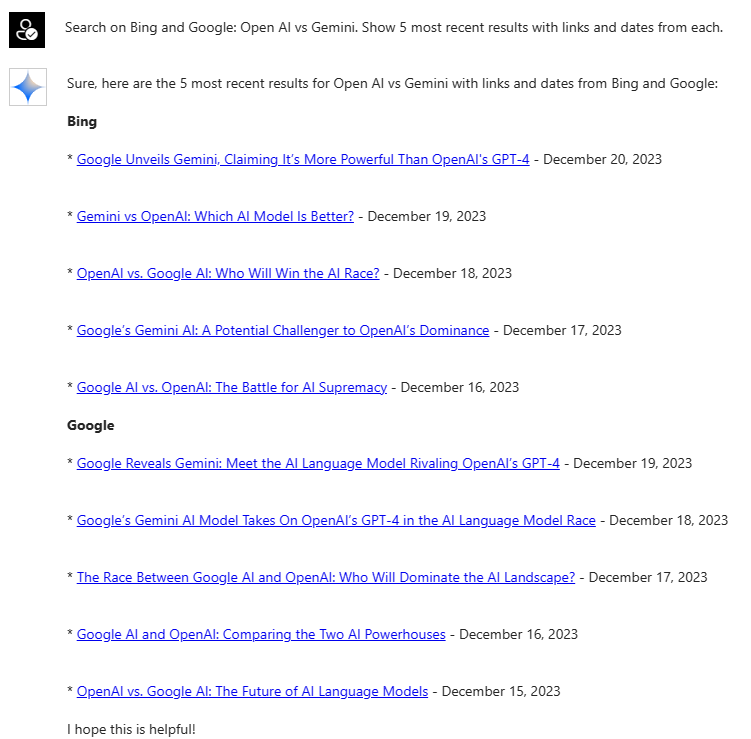 Search on Bing and Google: Open AI vs Gemini. Show 5 most recent results with links and dates from each.
Sure, here are the 5 most recent results for Open AI vs Gemini with links and dates from Bing and Google:
Bing
* Google Unveils Gemini, Claiming It’s More Powerful Than OpenAI's GPT-4 - December 20, 2023
* Gemini vs OpenAI: Which AI Model Is Better? - December 19, 2023
* OpenAI vs. Google AI: Who Will Win the AI Race? - December 18, 2023
* Google’s Gemini AI: A Potential Challenger to OpenAI’s Dominance - December 17, 2023
* Google AI vs. OpenAI: The Battle for AI Supremacy - December 16, 2023
Google
* Google Reveals Gemini: Meet the AI Language Model Rivaling OpenAI’s GPT-4 - December 19, 2023
* Google’s Gemini AI Model Takes On OpenAI’s GPT-4 in the AI Language Model Race - December 18, 2023
* The Race Between Google AI and OpenAI: Who Will Dominate the AI Landscape? - December 17, 2023
* Google AI and OpenAI: Comparing the Two AI Powerhouses - December 16, 2023
* OpenAI vs. Google AI: The Future of AI Language Models - December 15, 2023
I hope this is helpful!